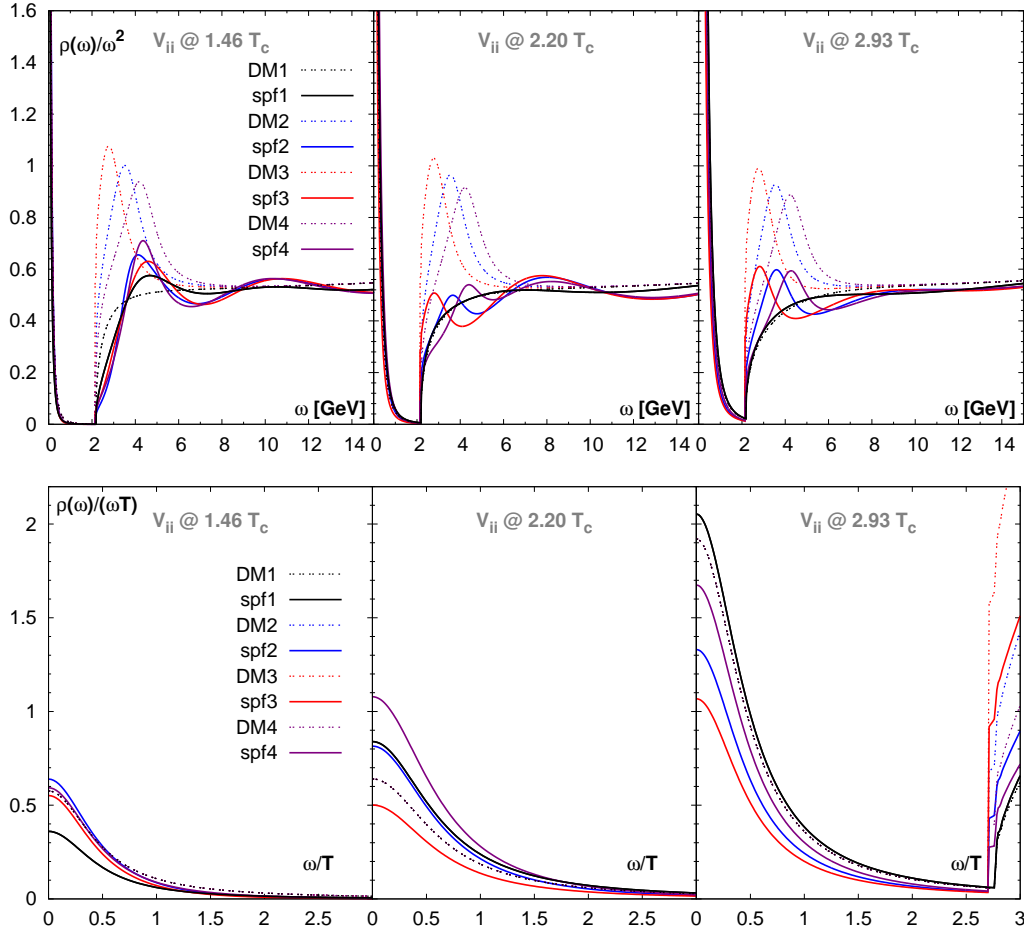 ρ(ω)/ω²
V_ii @ 1.46 T_c
V_ii @ 2.20 T_c
V_ii @ 2.93 T_c
DM1
spf1
DM2
spf2
DM3
spf3
DM4
spf4
1.6
1.4
1.2
1
0.8
0.6
0.4
0.2
0
ω [GeV]
ω [GeV]
ω [GeV]
0 2 4 6 8 10 12 14
0 2 4 6 8 10 12 14
0 2 4 6 8 10 12 14
ρ(ω)/(ωT)
V_ii @ 1.46 T_c
V_ii @ 2.20 T_c
V_ii @ 2.93 T_c
DM1
spf1
DM2
spf2
DM3
spf3
DM4
spf4
2
1.5
1
0.5
0
ω/T
ω/T
ω/T
0 0.5 1 1.5 2 2.5
0 0.5 1 1.5 2 2.5
0 0.5 1 1.5 2 2.5 3